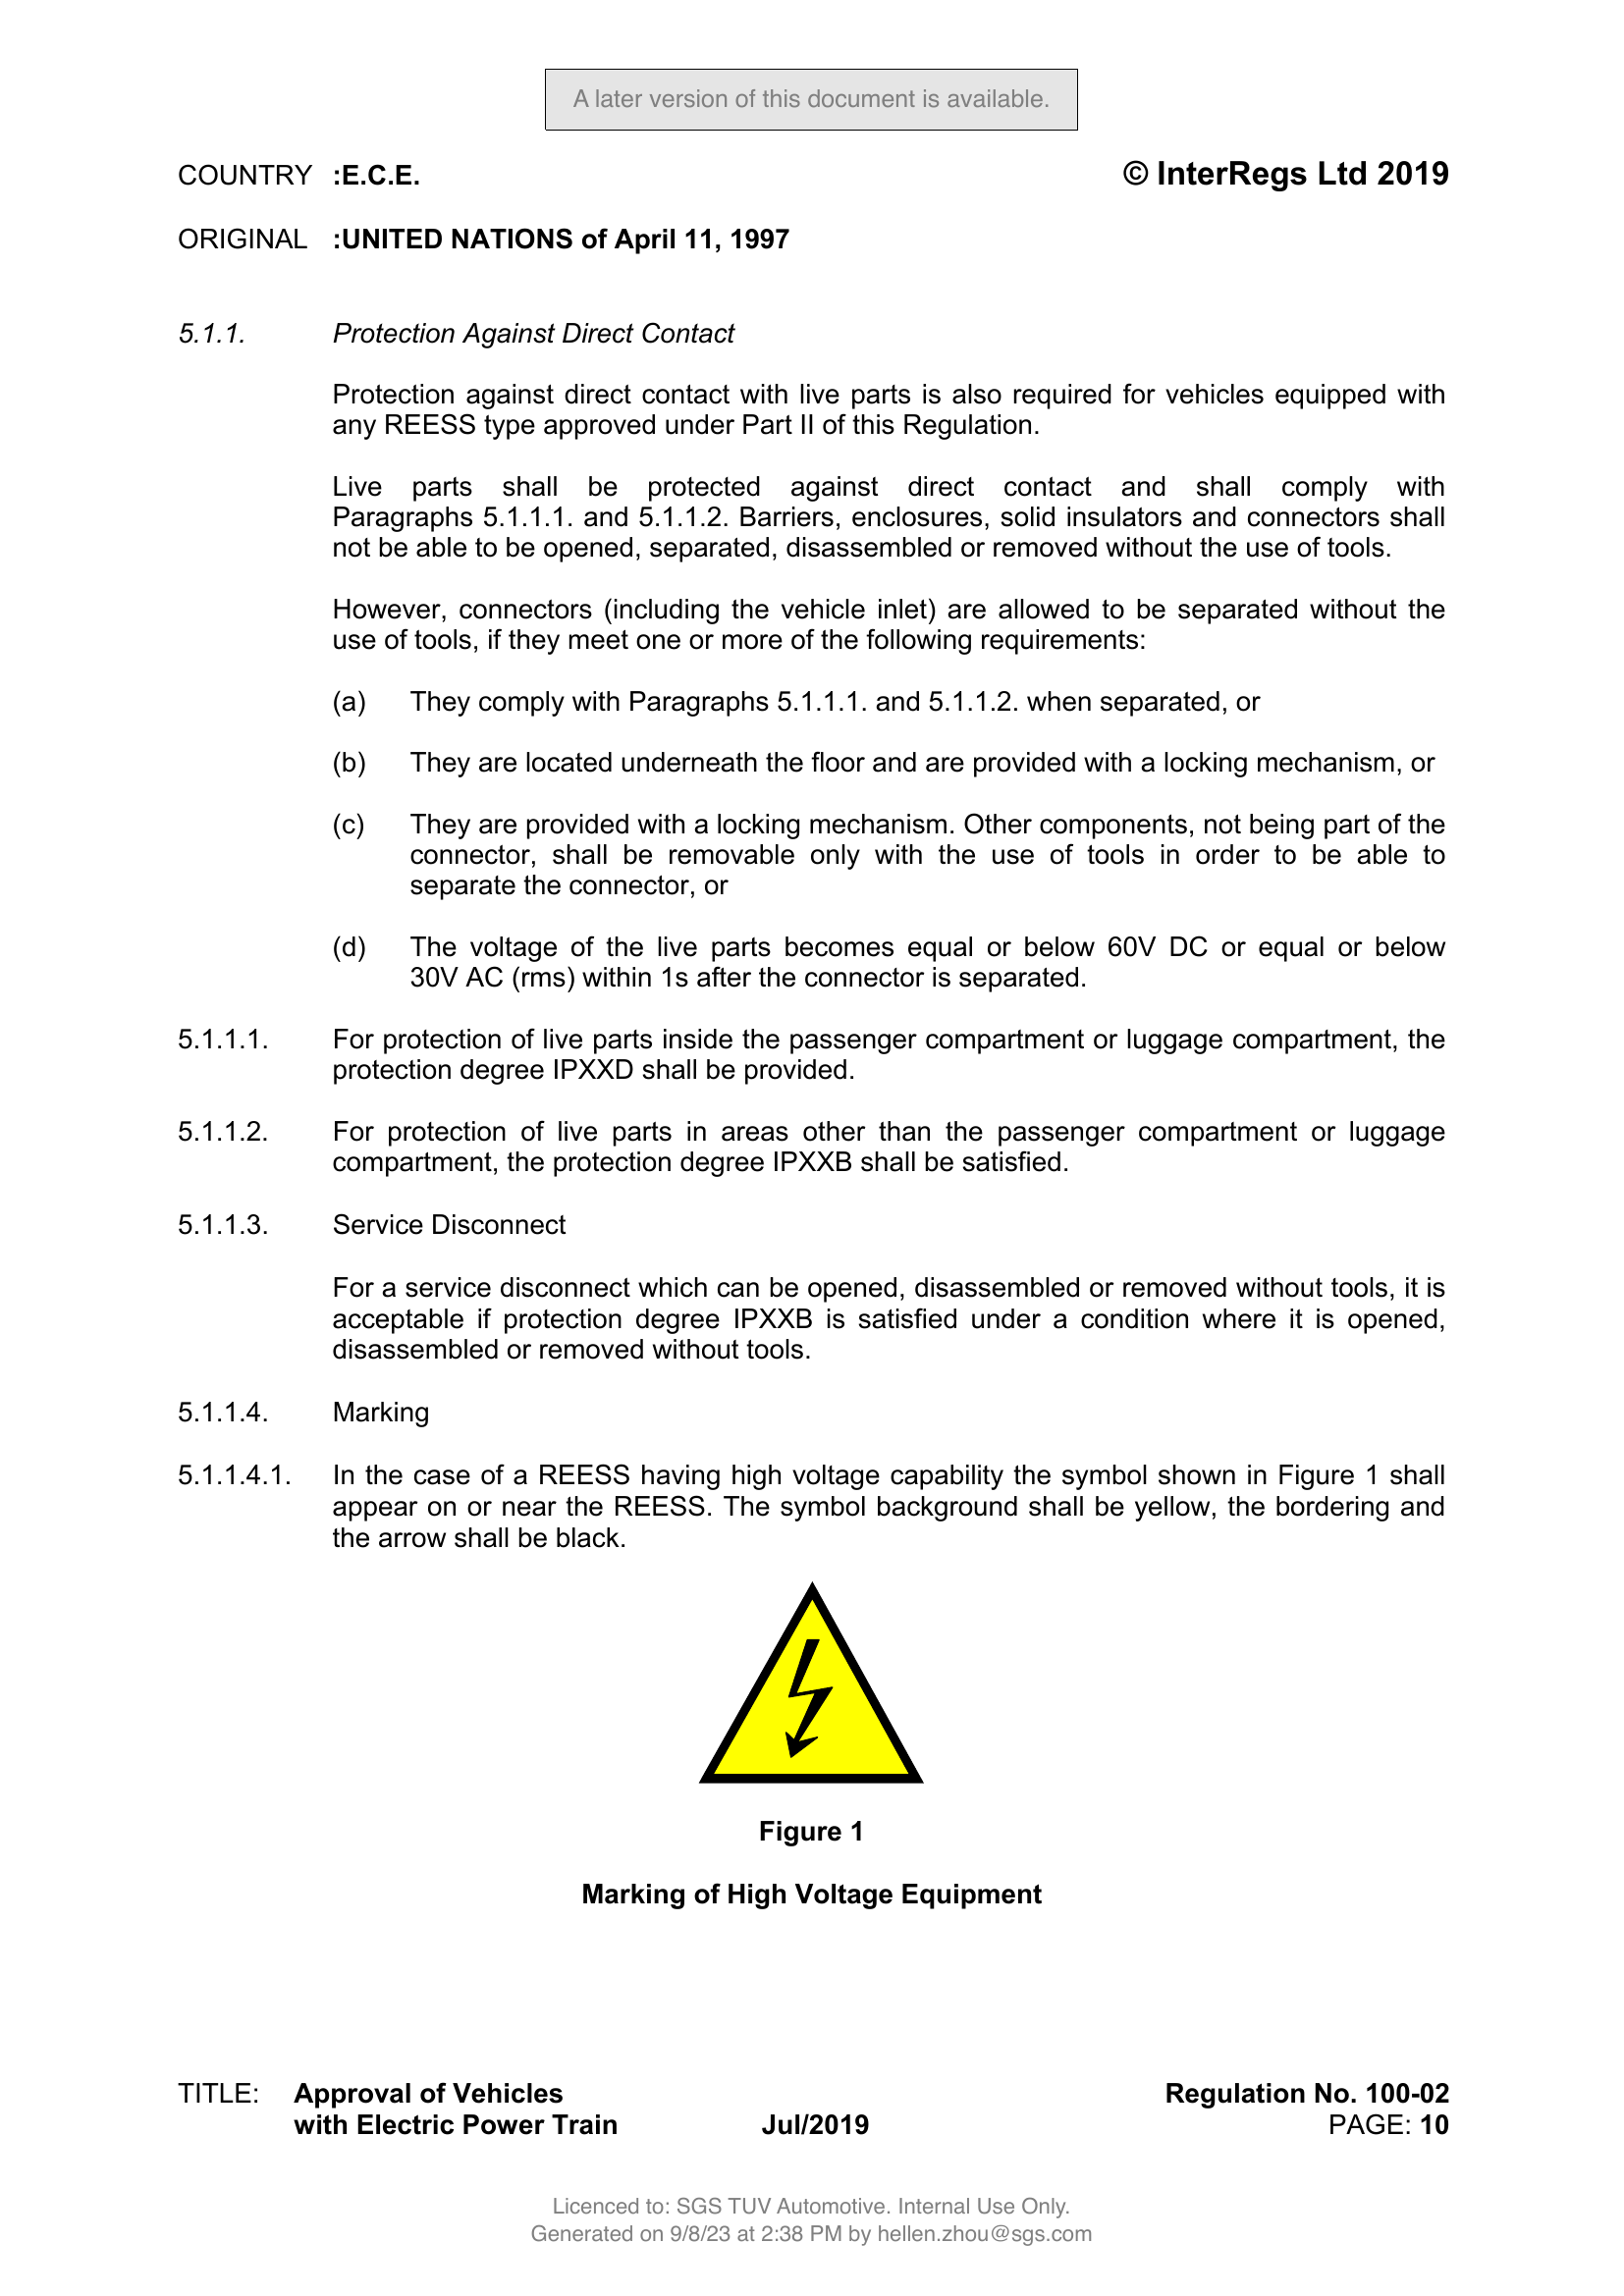 A later version of this document is available.
COUNTRY :E.C.E. © InterRegs Ltd 2019
ORIGINAL :UNITED NATIONS of April 11, 1997
5.1.1. Protection Against Direct Contact
Protection against direct contact with live parts is also required for vehicles equipped with
any REESS type approved under Part II of this Regulation.
Live parts shall be protected against direct contact and shall comply with
Paragraphs 5.1.1.1. and 5.1.1.2. Barriers, enclosures, solid insulators and connectors shall
not be able to be opened, separated, disassembled or removed without the use of tools.
However, connectors (including the vehicle inlet) are allowed to be separated without the
use of tools, if they meet one or more of the following requirements:
(a) They comply with Paragraphs 5.1.1.1. and 5.1.1.2. when separated, or
(b) They are located underneath the floor and are provided with a locking mechanism, or
(c) They are provided with a locking mechanism. Other components, not being part of the
connector, shall be removable only with the use of tools in order to be able to
separate the connector, or
(d) The voltage of the live parts becomes equal or below 60V DC or equal or below
30V AC (rms) within 1s after the connector is separated.
5.1.1.1. For protection of live parts inside the passenger compartment or luggage compartment, the
protection degree IPXXD shall be provided.
5.1.1.2. For protection of live parts in areas other than the passenger compartment or luggage
compartment, the protection degree IPXXB shall be satisfied.
5.1.1.3. Service Disconnect
For a service disconnect which can be opened, disassembled or removed without tools, it is
acceptable if protection degree IPXXB is satisfied under a condition where it is opened,
disassembled or removed without tools.
5.1.1.4. Marking
5.1.1.4.1. In the case of a REESS having high voltage capability the symbol shown in Figure 1 shall
appear on or near the REESS. The symbol background shall be yellow, the bordering and
the arrow shall be black.
Figure 1
Marking of High Voltage Equipment
TITLE: Approval of Vehicles Regulation No. 100-02
with Electric Power Train Jul/2019 PAGE: 10
Licenced to: SGS TUV Automotive. Internal Use Only.
Generated on 9/8/23 at 2:38 PM by hellen.zhou@sgs.com